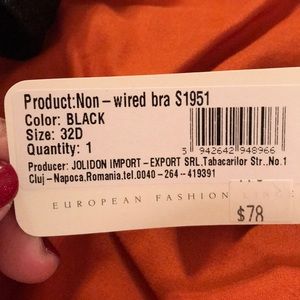 Product:Non-wired bra S1951
Color: BLACK
Size: 32D
Quantity: 1
3 942642 948966
Producer: JOLIDON IMPORT-EXPORT SRL.Tabacarilor Str..No.1
Cluj-Napoca.Romania.tel.0040-264-419391
EUROPEAN FASHION
$78